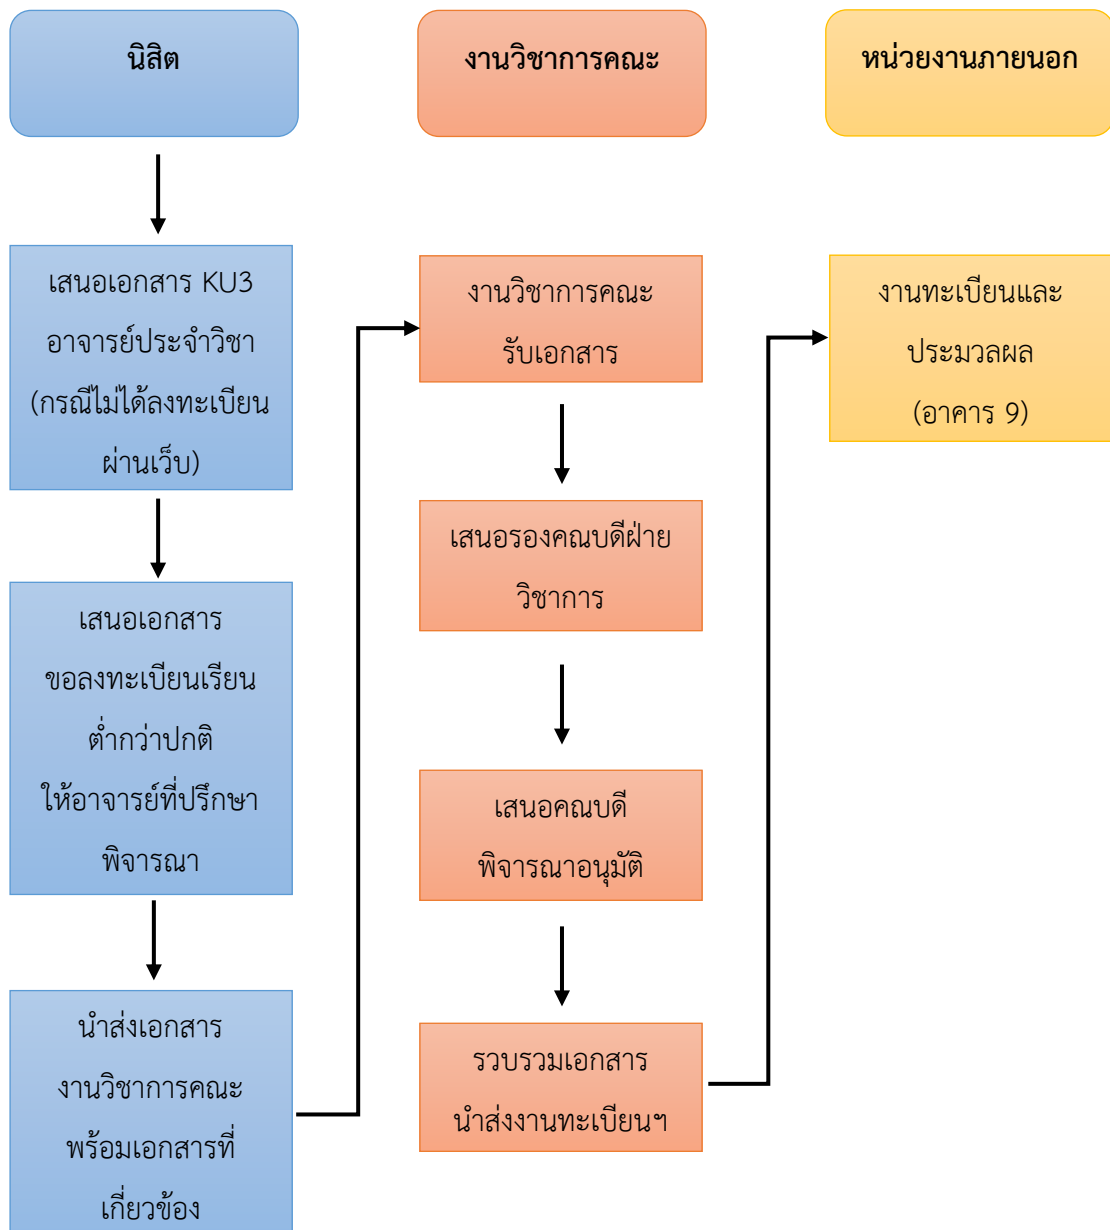 นิสิต
งานวิชาการคณะ
หน่วยงานภายนอก
เสนอเอกสาร KU3
อาจารย์ประจำวิชา
(กรณีไม่ได้ลงทะเบียน
ผ่านเว็บ)
เสนอเอกสาร
ขอลงทะเบียนเรียน
ต่ำกว่าปกติ
ให้อาจารย์ที่ปรึกษา
พิจารณา
นำส่งเอกสาร
งานวิชาการคณะ
พร้อมเอกสารที่
เกี่ยวข้อง
งานวิชาการคณะ
รับเอกสาร
เสนอรองคณบดีฝ่าย
วิชาการ
เสนอคณบดี
พิจารณาอนุมัติ
รวบรวมเอกสาร
นำส่งงานทะเบียนฯ
งานทะเบียนและ
ประมวลผล
(อาคาร 9)